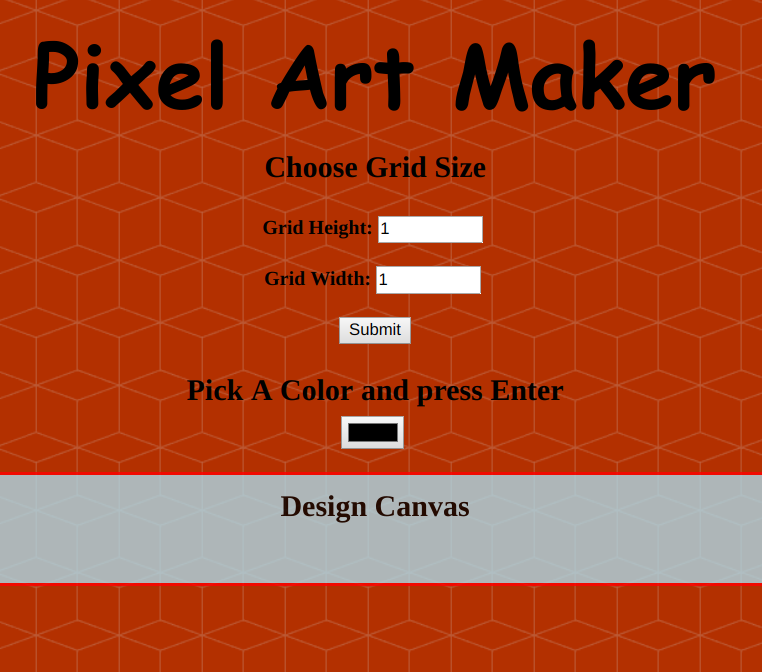 Pixel Art Maker
Choose Grid Size
Grid Height: 1
Grid Width: 1
Submit
Pick A Color and press Enter
Design Canvas